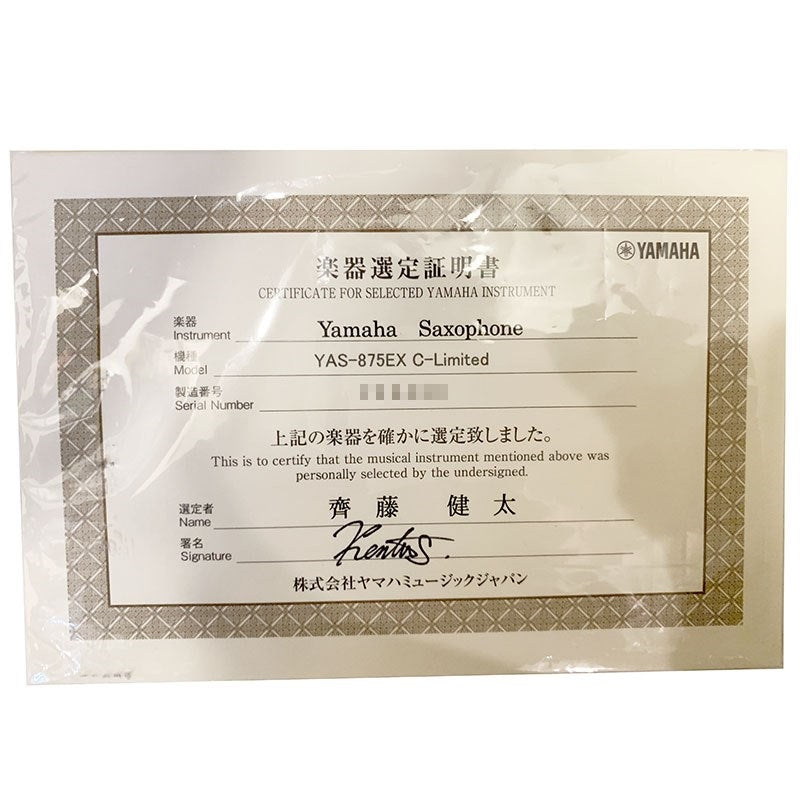 YAMAHA
楽器選定証明書
CERTIFICATE FOR SELECTED YAMAHA INSTRUMENT
楽器
Instrument Yamaha Saxophone
機種
Model YAS-875EX C-Limited
製造番号
Serial Number
上記の楽器を確かに選定致しました。
This is to certify that the musical instrument mentioned above was
personally selected by the undersigned.
選定者
Name 齊藤 健太
署名
Signature
株式会社ヤマハミュージックジャパン